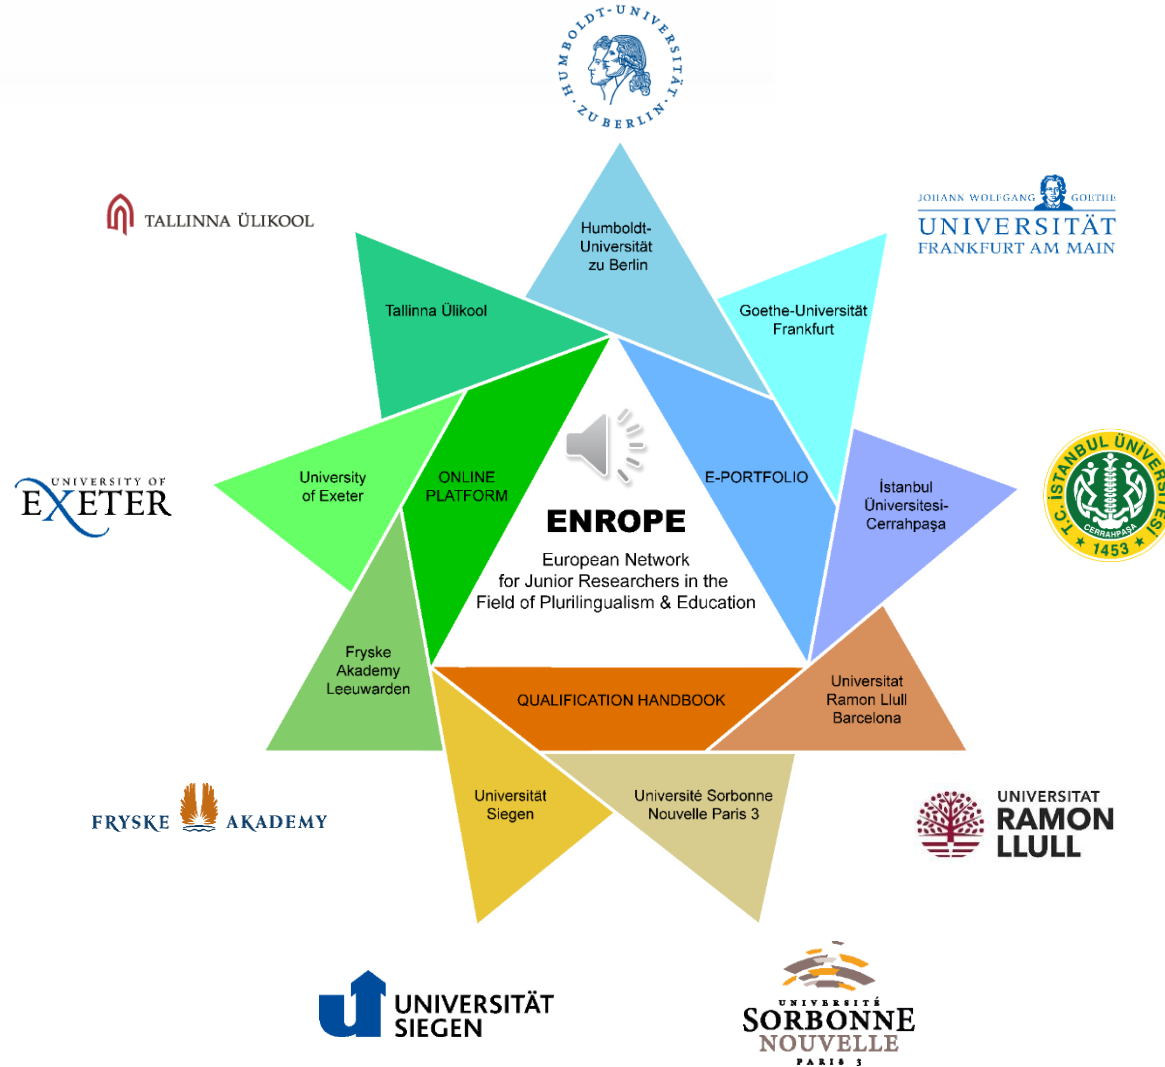 HUMBOLDT-UNIVERSITÄT
ZU BERLIN
TALLINNA ÜLIKOOL
JOHANN WOLFGANG GOETHE
UNIVERSITÄT
FRANKFURT AM MAIN
Humboldt-
Universität
zu Berlin
Tallinna Ülikool
Goethe-Universität
Frankfurt
UNIVERSITY OF
EXETER
University
of Exeter
ONLINE
PLATFORM
E-PORTFOLIO
İstanbul
Üniversitesi-
Cerrahpaşa
T.C. İSTANBUL ÜNİVERSİTESİ
CERRAHPAŞA
1453
ENROPE
European Network
for Junior Researchers in the
Field of Plurilingualism & Education
Fryske
Akademy
Leeuwarden
QUALIFICATION HANDBOOK
Universitat
Ramon Llull
Barcelona
Universität
Siegen
Université Sorbonne
Nouvelle Paris 3
FRYSKE AKADEMY
UNIVERSITAT
RAMON
LLULL
UNIVERSITÄT
SIEGEN
UNIVERSITÉ
SORBONNE
NOUVELLE
PARIS 3